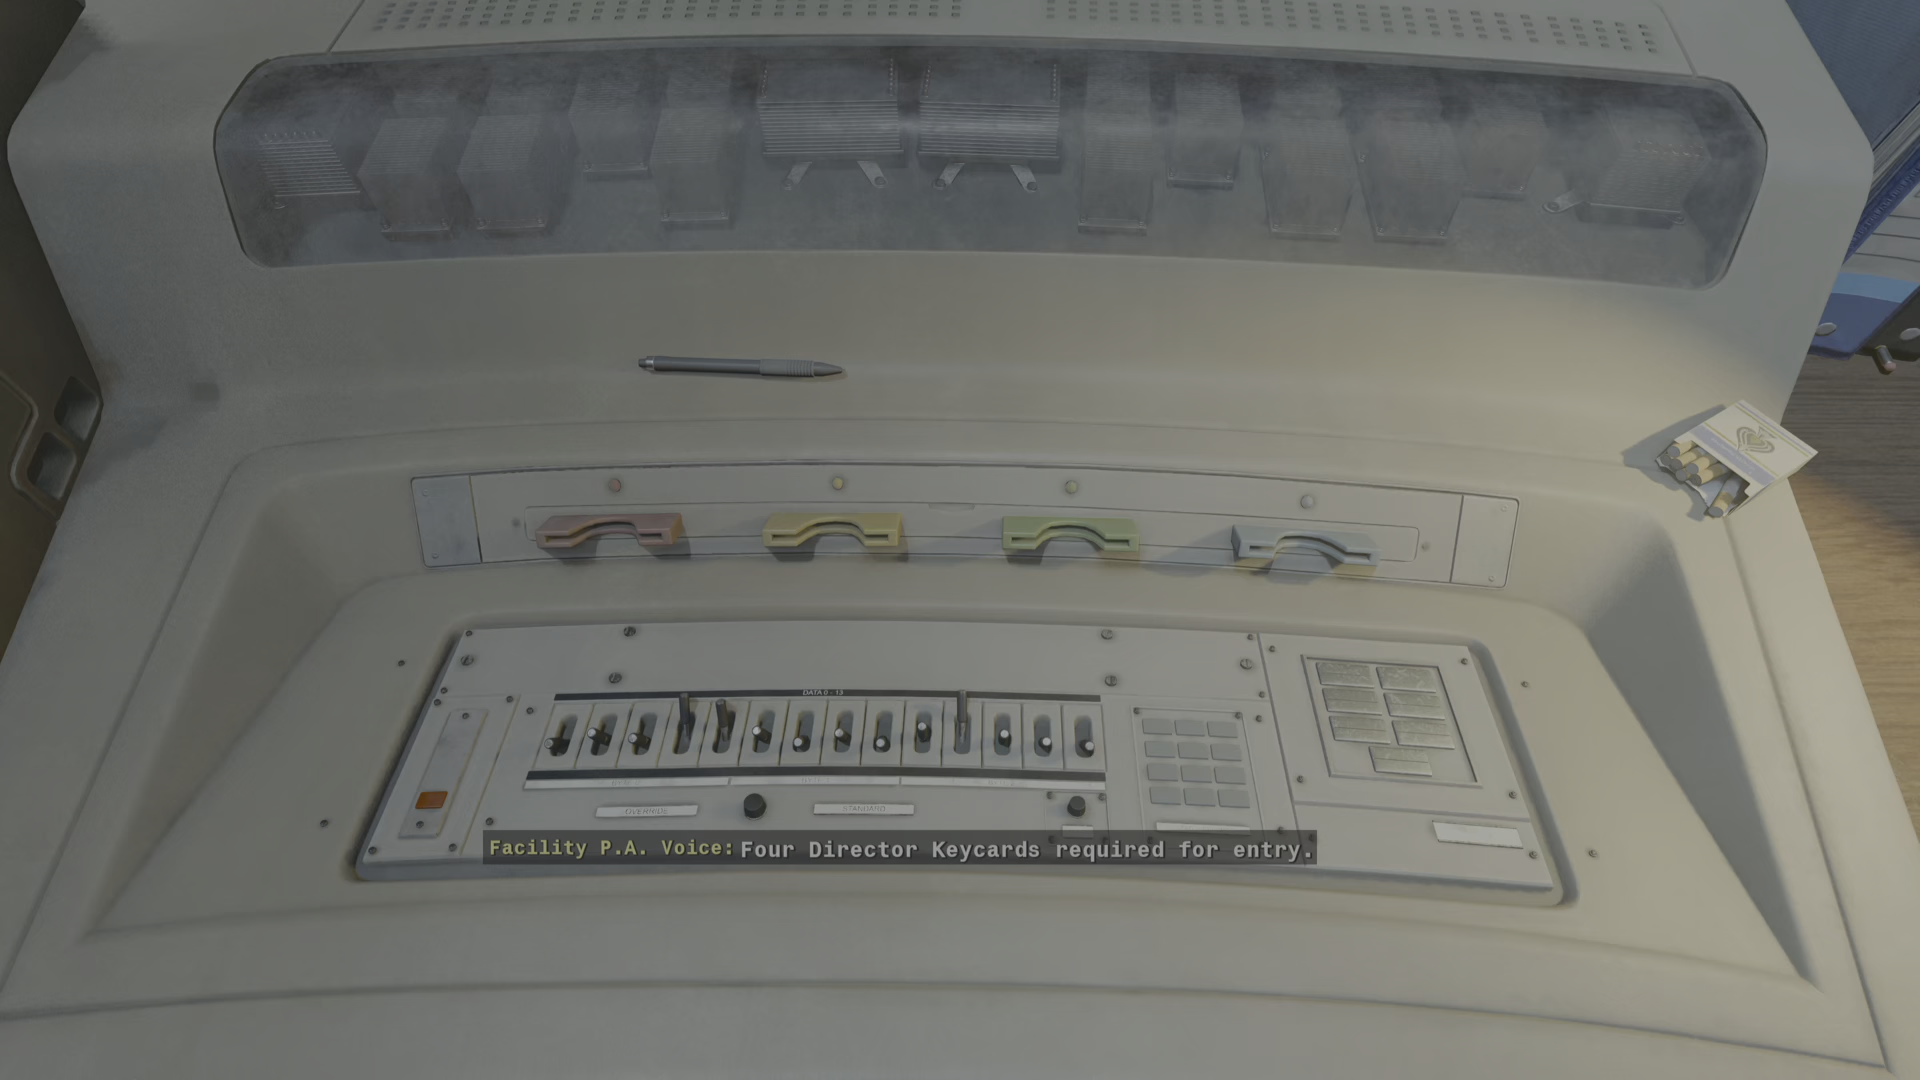 DATA 0 - 13
OVERRIDE
STANDARD
Facility P.A. Voice: Four Director Keycards required for entry.